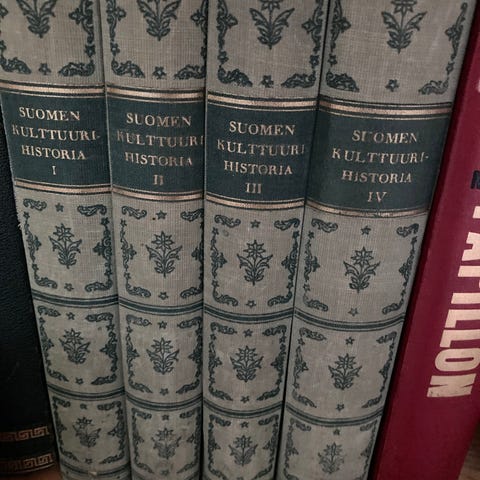 SUOMEN
KULTTUURI-
HISTORIA
I
SUOMEN
KULTTUURI-
HISTORIA
II
SUOMEN
KULTTUURI-
HISTORIA
III
SUOMEN
KULTTUURI-
HISTORIA
IV
PAPILLON